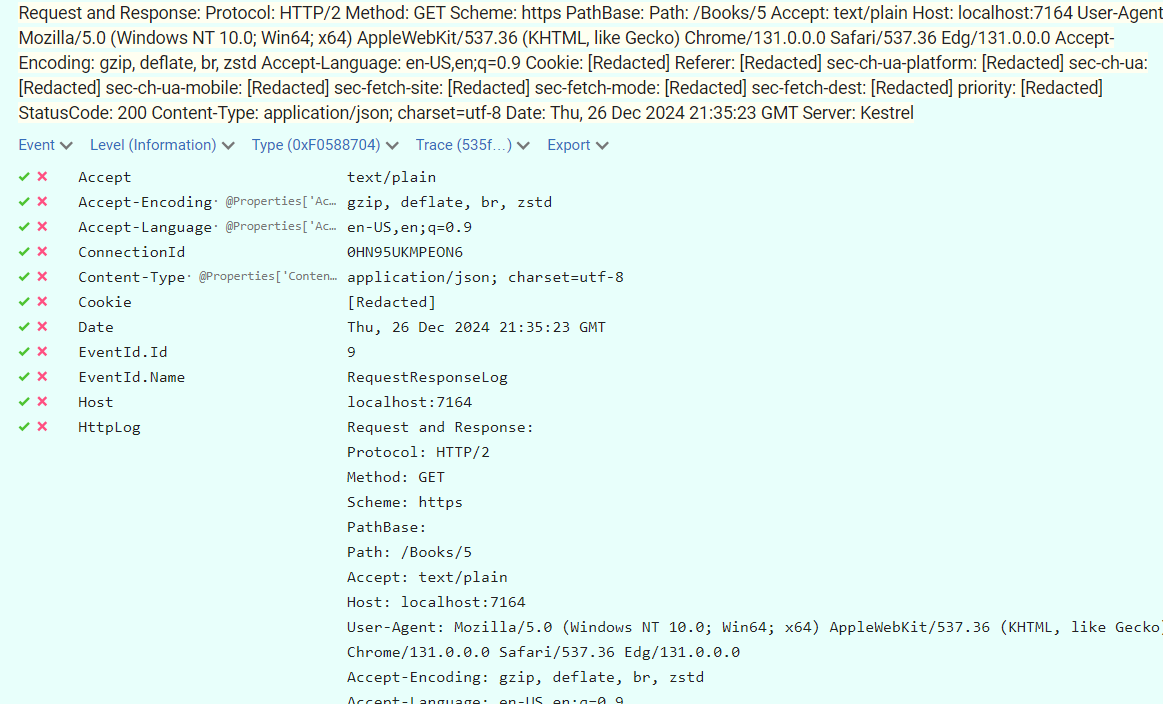 Request and Response: Protocol: HTTP/2 Method: GET Scheme: https PathBase: Path: /Books/5 Accept: text/plain Host: localhost:7164 User-Agent
Mozilla/5.0 (Windows NT 10.0; Win64; x64) AppleWebKit/537.36 (KHTML, like Gecko) Chrome/131.0.0.0 Safari/537.36 Edg/131.0.0.0 Accept-
Encoding: gzip, deflate, br, zstd Accept-Language: en-US,en;q=0.9 Cookie: [Redacted] Referer: [Redacted] sec-ch-ua-platform: [Redacted] sec-ch-ua:
[Redacted] sec-ch-ua-mobile: [Redacted] sec-fetch-site: [Redacted] sec-fetch-mode: [Redacted] sec-fetch-dest: [Redacted] priority: [Redacted]
StatusCode: 200 Content-Type: application/json; charset=utf-8 Date: Thu, 26 Dec 2024 21:35:23 GMT Server: Kestrel
Event Level (Information) Type (0xF0588704) Trace (535f...) Export
Accept text/plain
Accept-Encoding· @Properties['Ac… gzip, deflate, br, zstd
Accept-Language· @Properties['Ac… en-US,en;q=0.9
ConnectionId 0HN95UKMPEON6
Content-Type· @Properties['Conten… application/json; charset=utf-8
Cookie [Redacted]
Date Thu, 26 Dec 2024 21:35:23 GMT
EventId.Id 9
EventId.Name RequestResponseLog
Host localhost:7164
HttpLog Request and Response:
Protocol: HTTP/2
Method: GET
Scheme: https
PathBase:
Path: /Books/5
Accept: text/plain
Host: localhost:7164
User-Agent: Mozilla/5.0 (Windows NT 10.0; Win64; x64) AppleWebKit/537.36 (KHTML, like Gecko)
Chrome/131.0.0.0 Safari/537.36 Edg/131.0.0.0
Accept-Encoding: gzip, deflate, br, zstd
Accept-Language: en-US,en;q=0.9